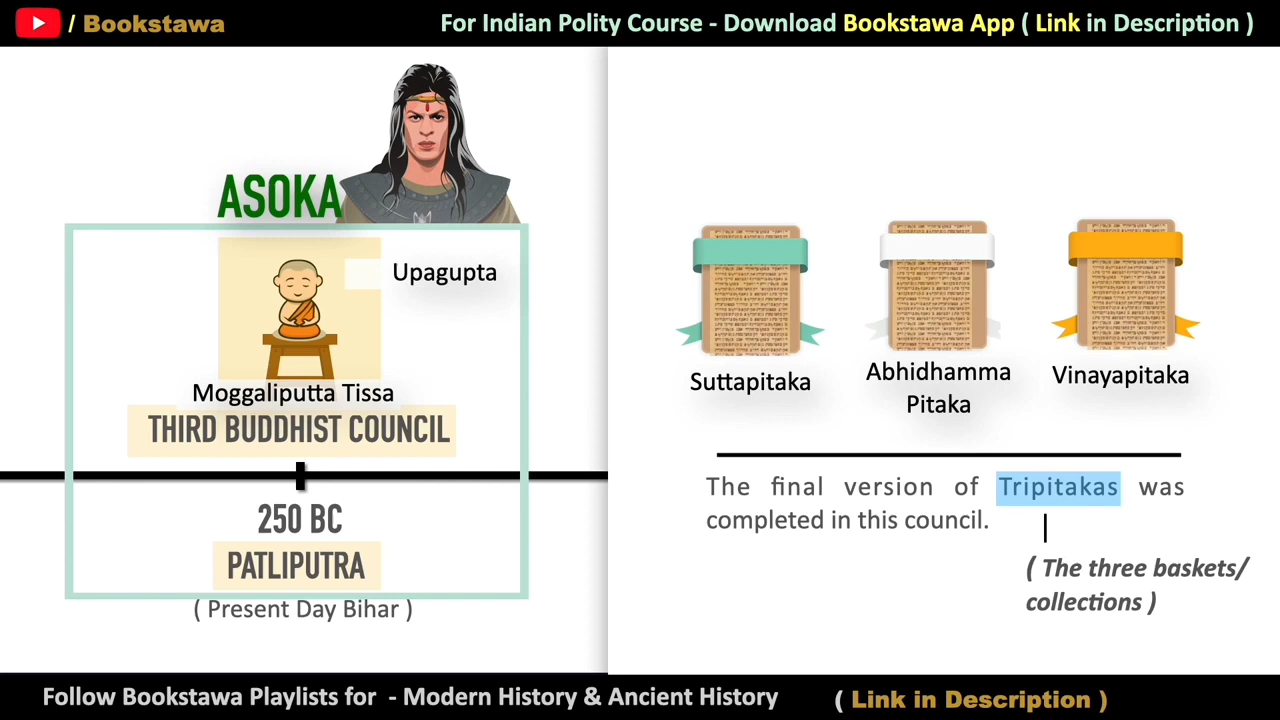 / Bookstawa
For Indian Polity Course - Download Bookstawa App ( Link in Description )
ASOKA
Upagupta
Moggaliputta Tissa
THIRD BUDDHIST COUNCIL
250 BC
PATLIPUTRA
( Present Day Bihar )
Suttapitaka
Abhidhamma
Pitaka
Vinayapitaka
The final version of Tripitakas was
completed in this council.
( The three baskets/
collections )
Follow Bookstawa Playlists for - Modern History & Ancient History
( Link in Description )